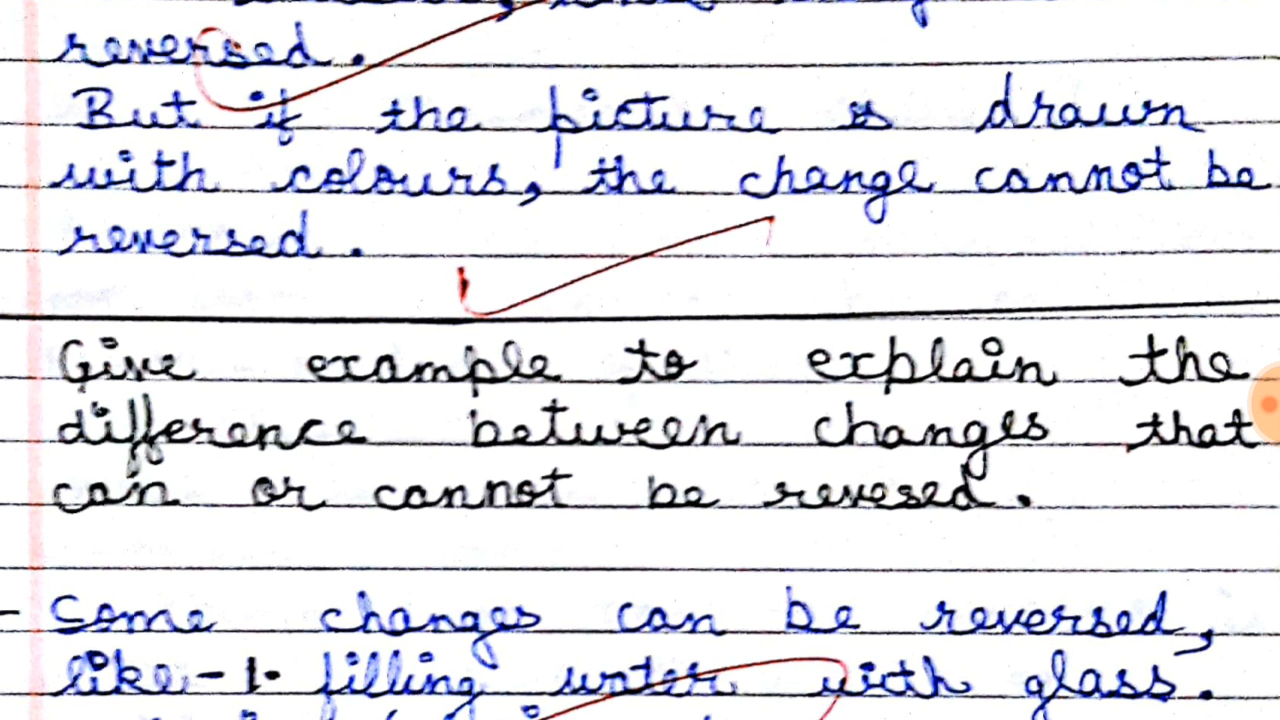 reversed.
But if the picture is drawn
with colours, the change cannot be
reversed.
Give example to explain the
difference between changes that
can or cannot be revesed.
- Some changes can be reversed,
like - 1. filling water with glass.